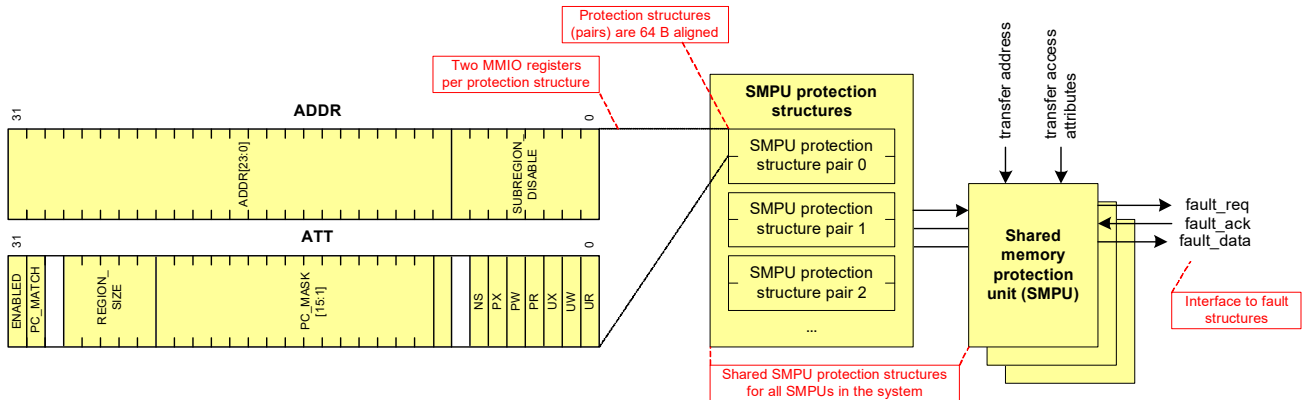 Protection structures
(pairs) are 64 B aligned
Two MMIO registers
per protection structure
31
ADDR
0
ADDR[23:0]
SUBREGION_
DISABLE
31
ATT
0
ENABLED
PC_MATCH
REGION_
SIZE
PC_MASK
[15:1]
NS
PX
PW
PR
UX
UW
UR
SMPU protection
structures
SMPU protection
structure pair 0
SMPU protection
structure pair 1
SMPU protection
structure pair 2
...
Shared SMPU protection structures
for all SMPUs in the system
transfer address
transfer access
attributes
Shared
memory
protection
unit (SMPU)
fault_req
fault_ack
fault_data
Interface to fault
structures